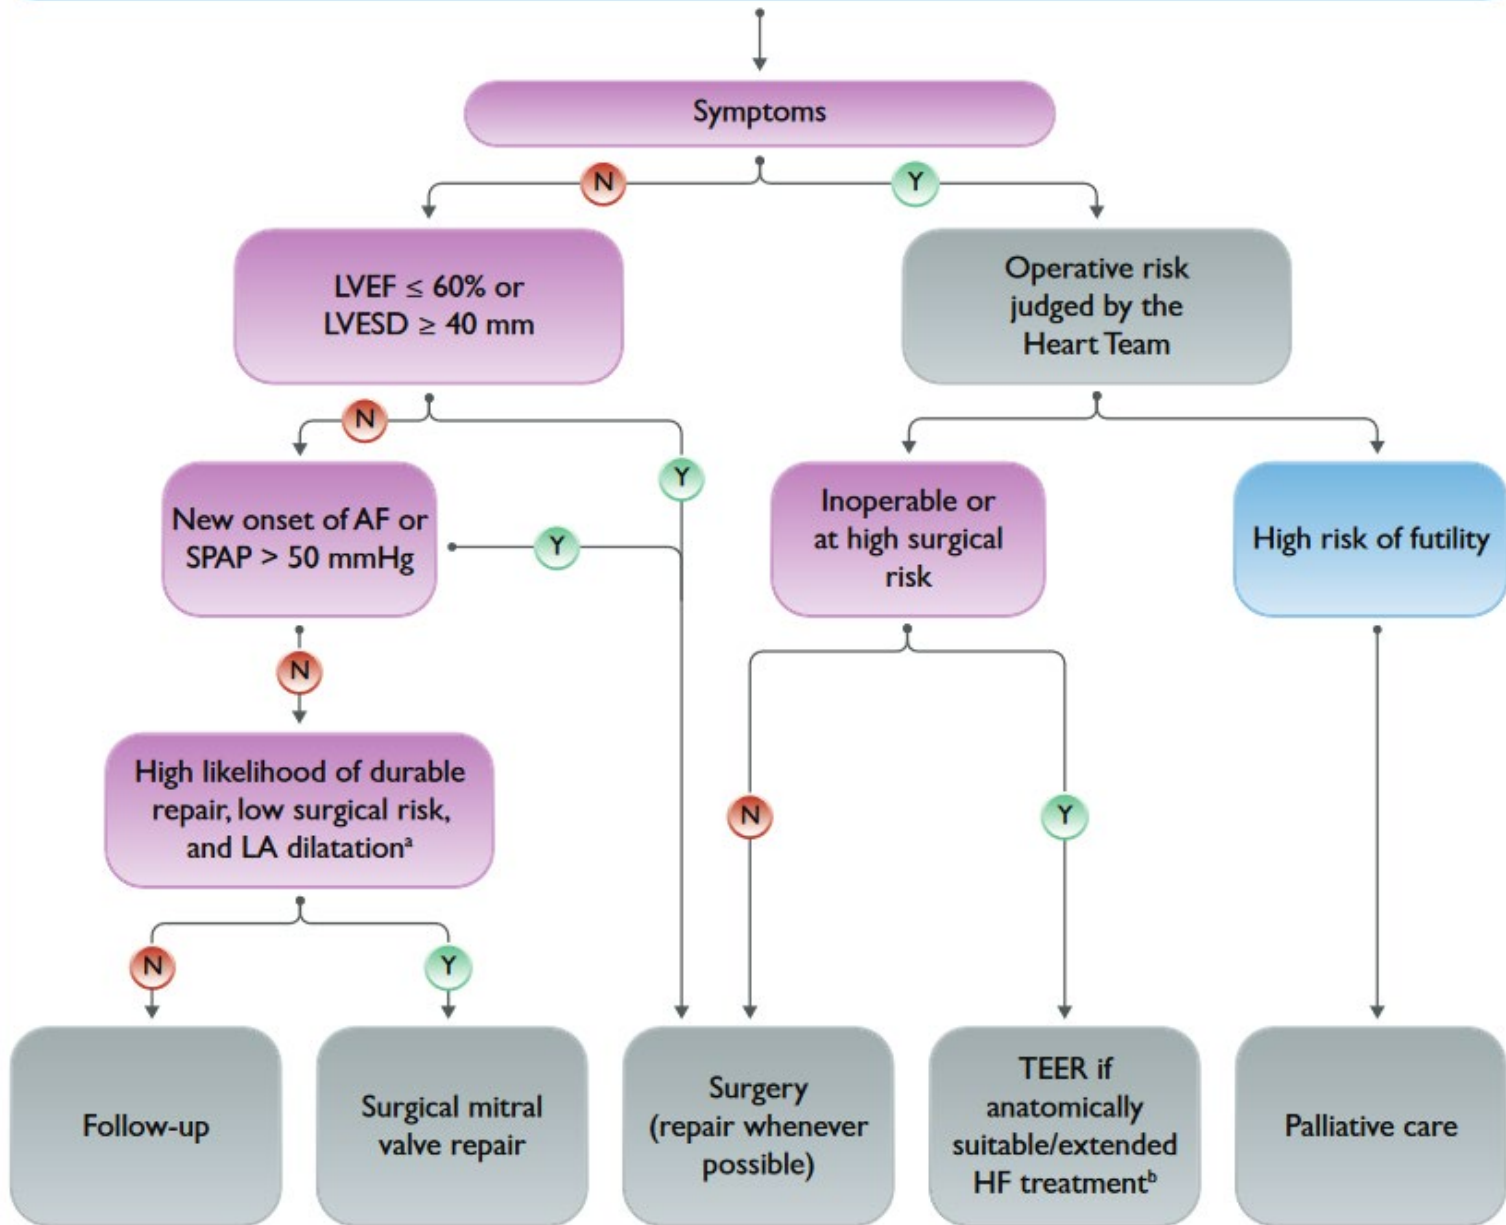 Symptoms
N
Y
LVEF ≤ 60% or
LVESD ≥ 40 mm
Operative risk
judged by the
Heart Team
N
Y
New onset of AF or
SPAP > 50 mmHg
Y
Inoperable or
at high surgical
risk
High risk of futility
N
High likelihood of durable
repair, low surgical risk,
and LA dilatationᵃ
N
Y
N
Y
Follow-up
Surgical mitral
valve repair
Surgery
(repair whenever
possible)
TEER if
anatomically
suitable/extended
HF treatmentᵇ
Palliative care